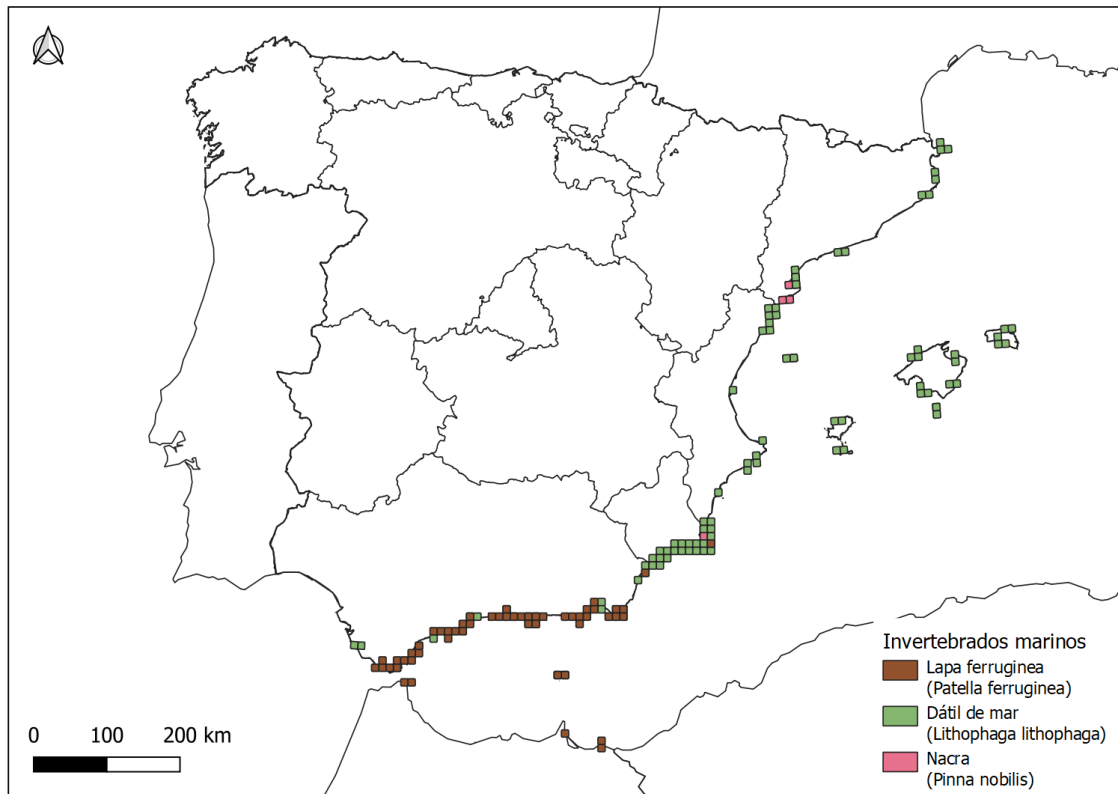 Invertebrados marinos
Lapa ferruginea
(Patella ferruginea)
Dátil de mar
(Lithophaga lithophaga)
Nacra
(Pinna nobilis)
0 100 200 km